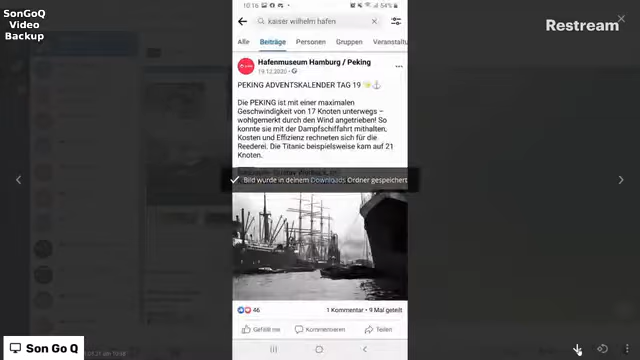 SonGoQ
Video
Backup
10:16
54%
kaiser wilhelm hafen
Restream
Alle Beiträge Personen Gruppen Veranstaltu
Hafenmuseum Hamburg / Peking
19.12.2020
PEKING ADVENTSKALENDER TAG 19
Die PEKING ist mit einer maximalen
Geschwindigkeit von 17 Knoten unterwegs –
wohlgemerkt durch den Wind angetrieben! So
konnte sie mit der Dampfschifffahrt mithalten,
Kosten und Effizienz rechneten sich für die
Reederei. Die Titanic beispielsweise kam auf 21
Knoten.
Bild wurde in deinem Downloads Ordner gespeichert
46
1 Kommentar • 9 Mal geteilt
Gefällt mir Kommentieren Teilen
Son Go Q